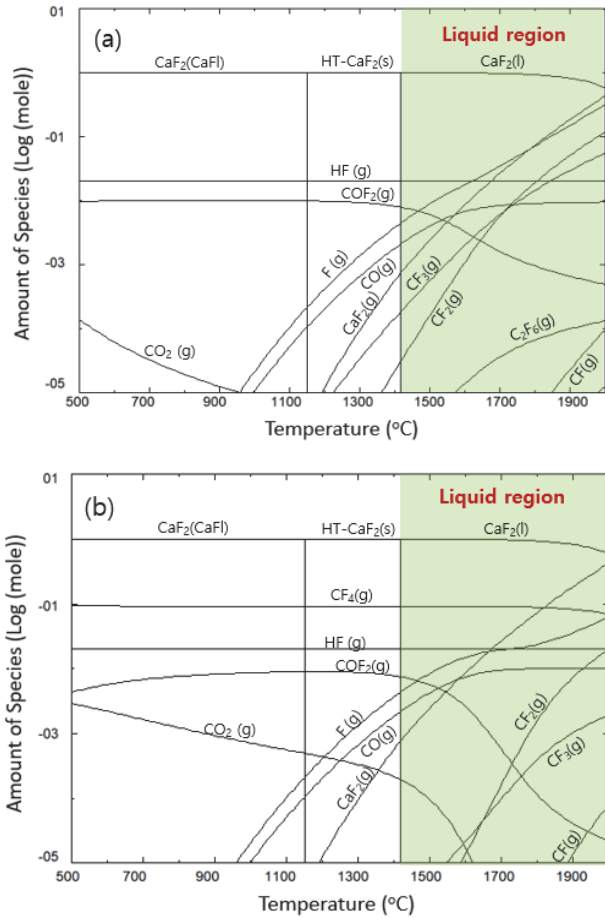 (a)
Liquid region
CaF₂(CaFl)
HT-CaF₂(s)
CaF₂(l)
HF (g)
COF₂(g)
F (g)
CO(g)
CaF₂(g)
CF₃(g)
CF₂(g)
C₂F₆(g)
CF(g)
CO₂ (g)
Amount of Species (Log (mole))
01
-01
-03
-05
500
900
1100
1300
1500
1700
1900
Temperature (°C)
(b)
Liquid region
CaF₂(CaFl)
HT-CaF₂(s)
CaF₂(l)
CF₄(g)
HF (g)
COF₂(g)
CO₂ (g)
F(g)
CO(g)
CaF₂(g)
CF₂(g)
CF₃(g)
CF(g)
Amount of Species (Log (mole))
01
-01
-03
-05
500
700
900
1100
1300
1500
1700
1900
Temperature (°C)